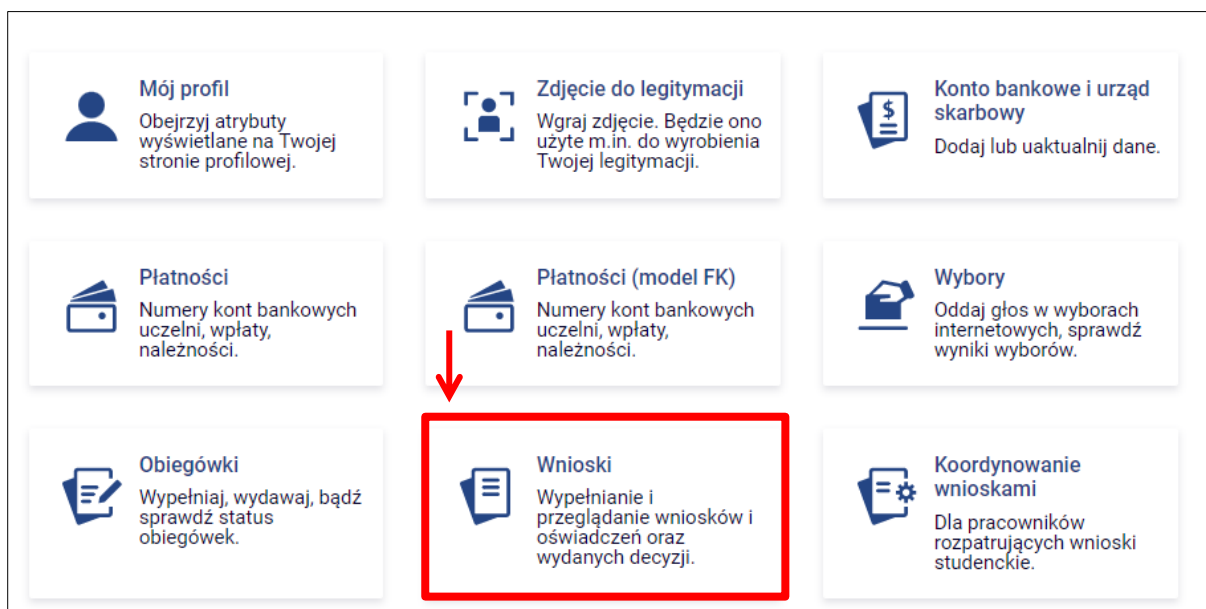 Mój profil
Obejrzyj atrybuty
wyświetlane na Twojej
stronie profilowej.
Zdjęcie do legitymacji
Wgraj zdjęcie. Będzie ono
użyte m.in. do wyrobienia
Twojej legitymacji.
Konto bankowe i urząd
skarbowy
Dodaj lub uaktualnij dane.
Płatności
Numery kont bankowych
uczelni, wpłaty,
należności.
Płatności (model FK)
Numery kont bankowych
uczelni, wpłaty,
należności.
Wybory
Oddaj głos w wyborach
internetowych, sprawdź
wyniki wyborów.
Obiegówki
Wypełniaj, wydawaj, bądź
sprawdź status
obiegówek.
Wnioski
Wypełnianie i
przeglądanie wniosków i
oświadczeń oraz
wydanych decyzji.
Koordynowanie
wnioskami
Dla pracowników
rozpatrujących wnioski
studenckie.